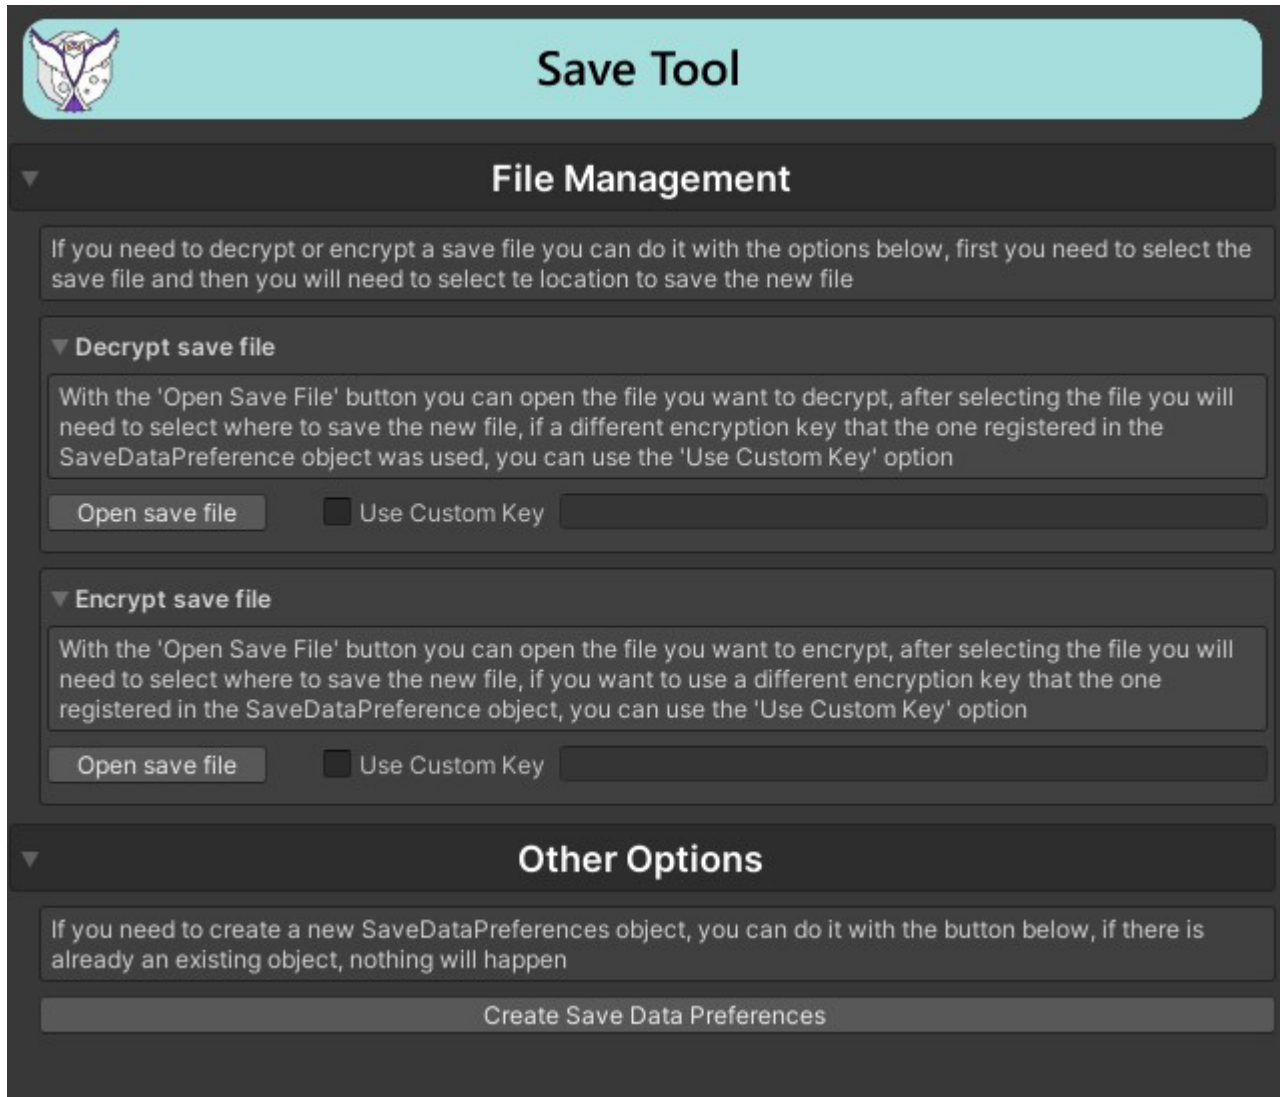 Save Tool
File Management
If you need to decrypt or encrypt a save file you can do it with the options below, first you need to select the
save file and then you will need to select te location to save the new file
Decrypt save file
With the 'Open Save File' button you can open the file you want to decrypt, after selecting the file you will
need to select where to save the new file, if a different encryption key that the one registered in the
SaveDataPreference object was used, you can use the 'Use Custom Key' option
Open save file Use Custom Key
Encrypt save file
With the 'Open Save File' button you can open the file you want to encrypt, after selecting the file you will
need to select where to save the new file, if you want to use a different encryption key that the one
registered in the SaveDataPreference object, you can use the 'Use Custom Key' option
Open save file Use Custom Key
Other Options
If you need to create a new SaveDataPreferences object, you can do it with the button below, if there is
already an existing object, nothing will happen
Create Save Data Preferences